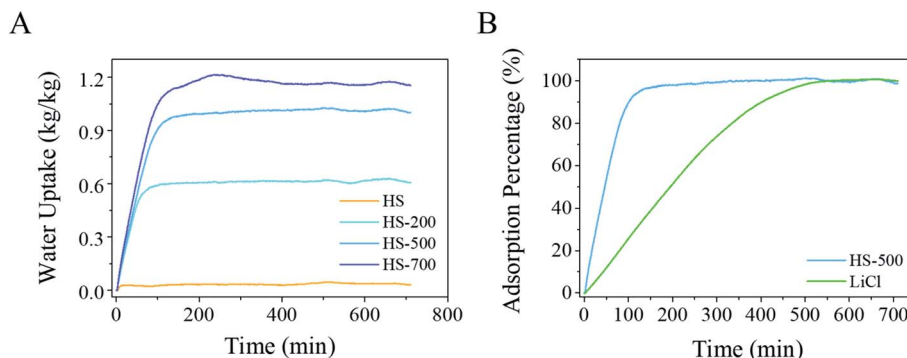 A
B
Water Uptake (kg/kg)
1.2
0.9
0.6
0.3
0.0
HS
HS-200
HS-500
HS-700
0
200
400
600
800
Time (min)
Adsorption Percentage (%)
100
80
60
40
20
0
HS-500
LiCl
0
100
200
300
400
500
600
700
Time (min)